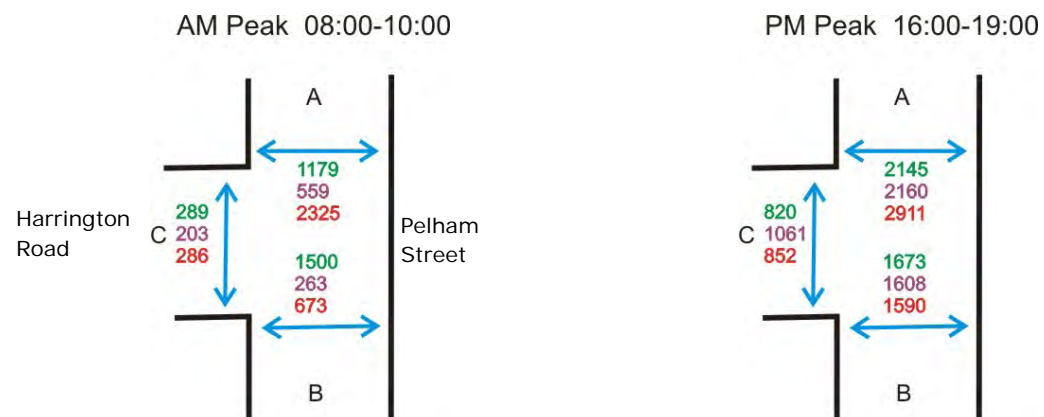 AM Peak 08:00-10:00
A
1179
559
2325
Harrington
Road
C
289
203
286
Pelham
Street
1500
263
673
B
PM Peak 16:00-19:00
A
2145
2160
2911
C
820
1061
852
1673
1608
1590
B